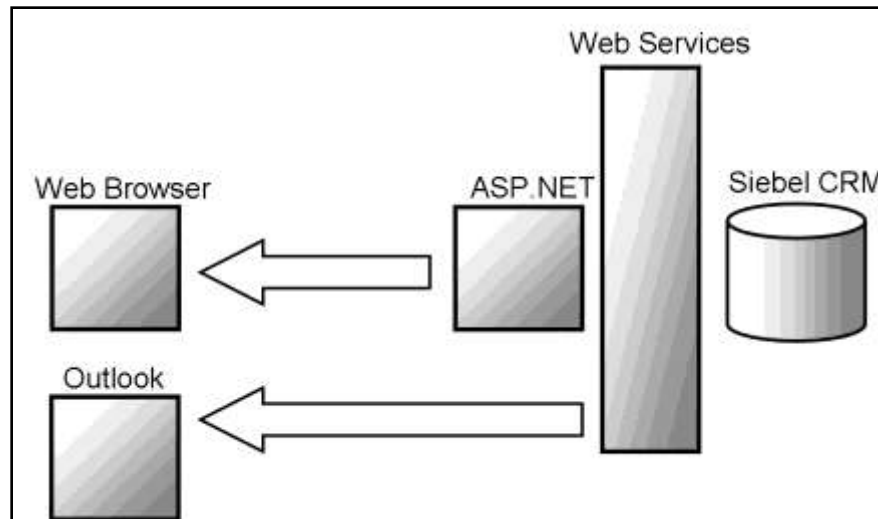 Web Services
Web Browser
ASP.NET
Siebel CRM
Outlook